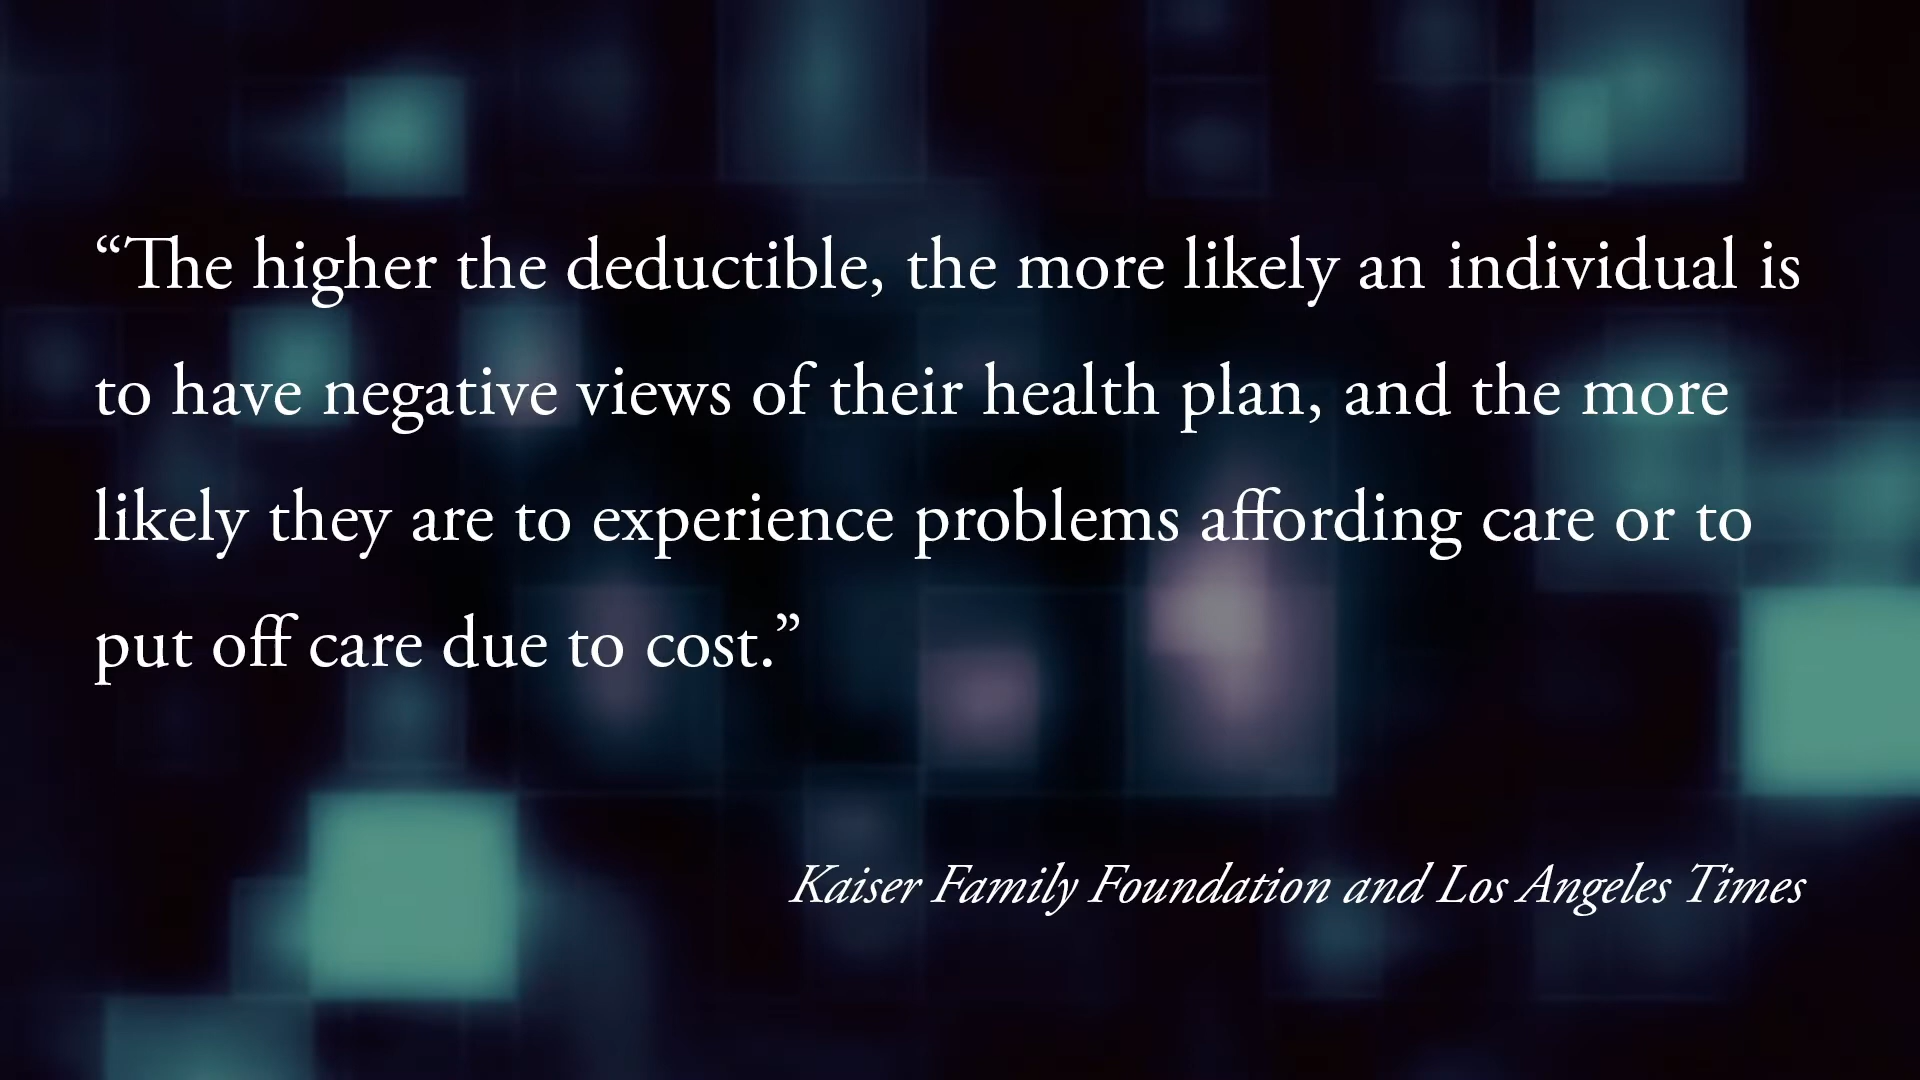 “The higher the deductible, the more likely an individual is
to have negative views of their health plan, and the more
likely they are to experience problems affording care or to
put off care due to cost.”
Kaiser Family Foundation and Los Angeles Times